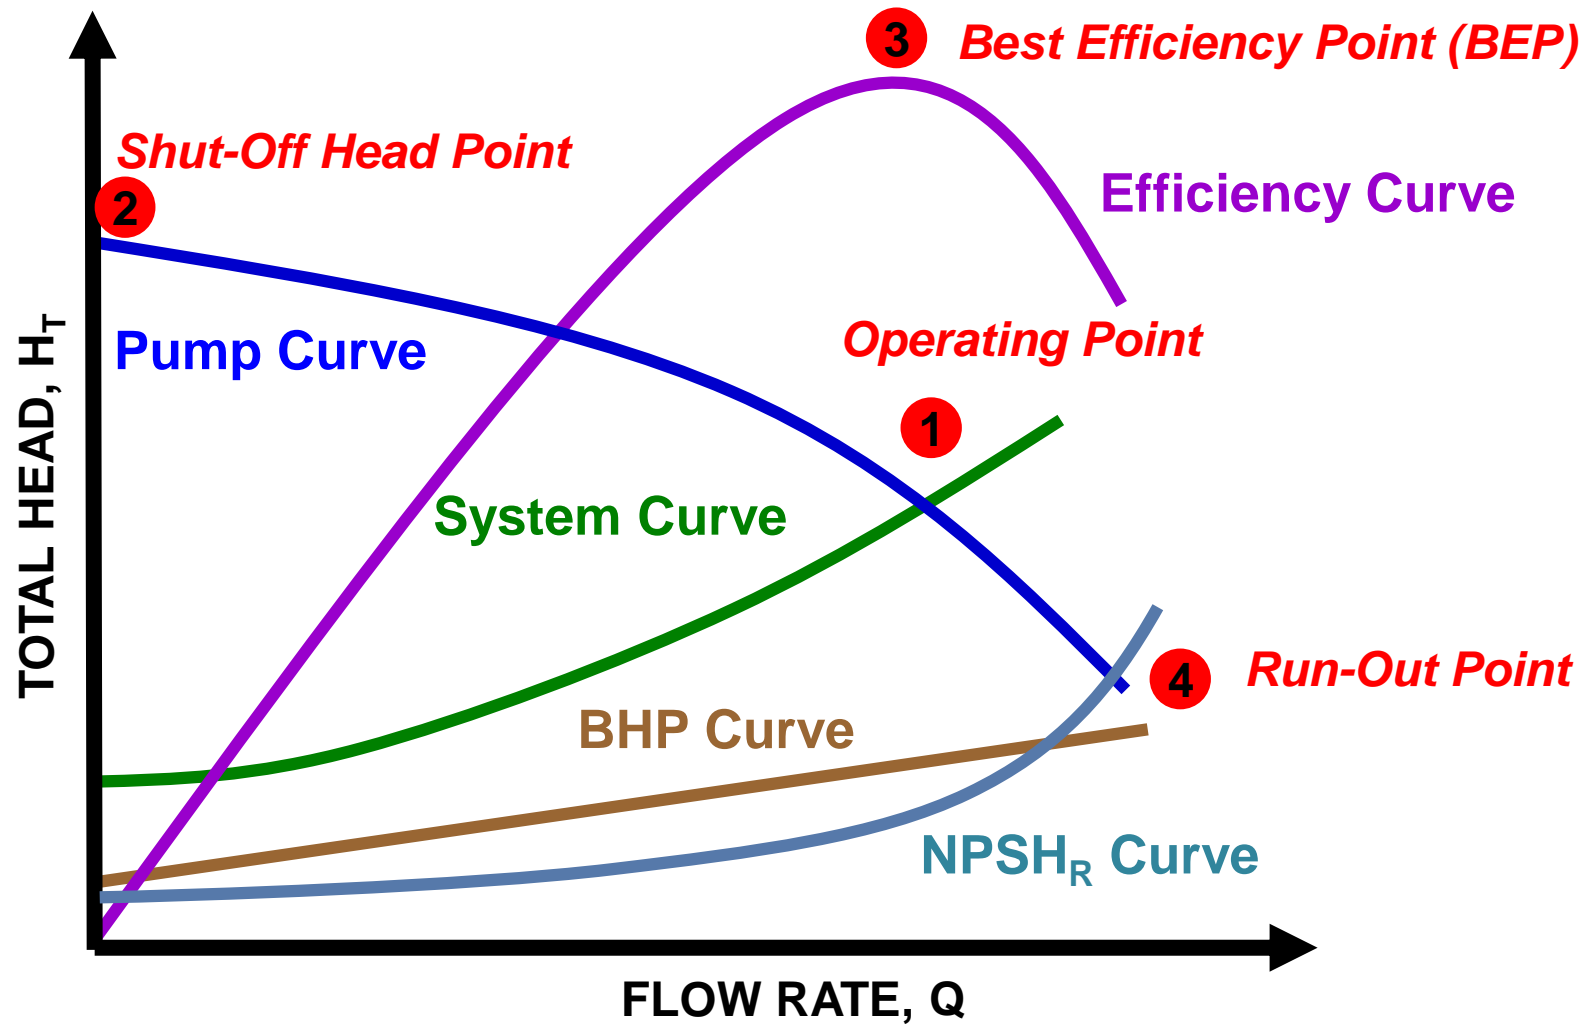 3
Best Efficiency Point (BEP)
Shut-Off Head Point
2
Efficiency Curve
Pump Curve
Operating Point
1
System Curve
4
Run-Out Point
BHP Curve
NPSHR Curve
TOTAL HEAD, HT
FLOW RATE, Q